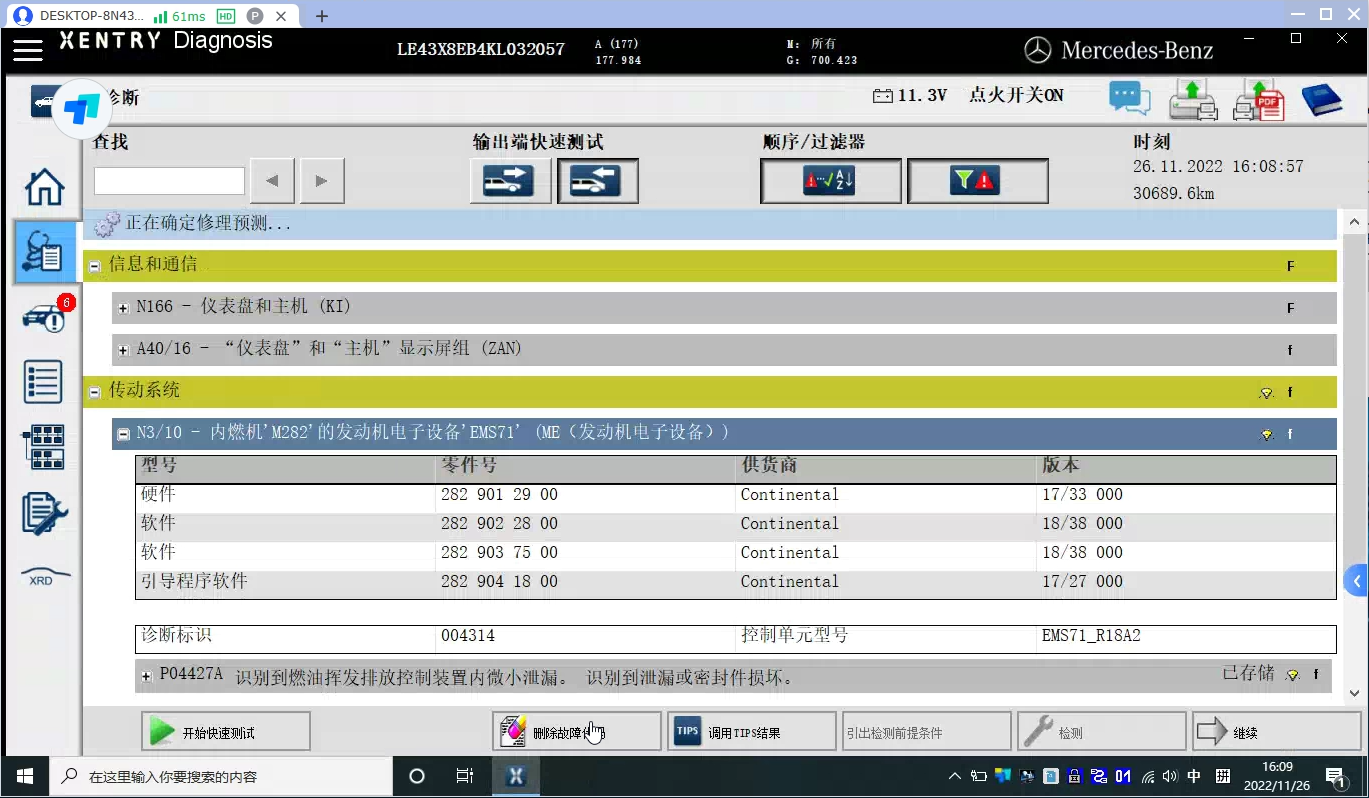 DESKTOP-8N43... 61ms HD P
XENTRY Diagnosis
LE43X8EB4KL032057
A (177)
177.984
M: 所有
G: 700.423
Mercedes-Benz
诊断
11.3V 点火开关ON
PDF
查找
输出端快速测试
顺序/过滤器
时刻
26.11.2022 16:08:57
30689.6km
正在确定修理预测...
信息和通信 F
N166 - 仪表盘和主机 (KI) F
6
A40/16 - “仪表盘”和“主机”显示屏组 (ZAN) f
传动系统 f
N3/10 - 内燃机'M282'的发动机电子设备'EMS71' (ME（发动机电子设备）) f
型号 零件号 供货商 版本
硬件 282 901 29 00 Continental 17/33 000
软件 282 902 28 00 Continental 18/38 000
软件 282 903 75 00 Continental 18/38 000
引导程序软件 282 904 18 00 Continental 17/27 000
XRD
诊断标识 004314 控制单元型号 EMS71_R18A2
P04427A 识别到燃油挥发排放控制装置内微小泄漏。 识别到泄漏或密封件损坏。 已存储 f
开始快速测试
删除故障
TIPS 调用TIPS结果
引出检测前提条件
检测
继续
在这里输入你要搜索的内容
01 中 拼
16:09
2022/11/26
1